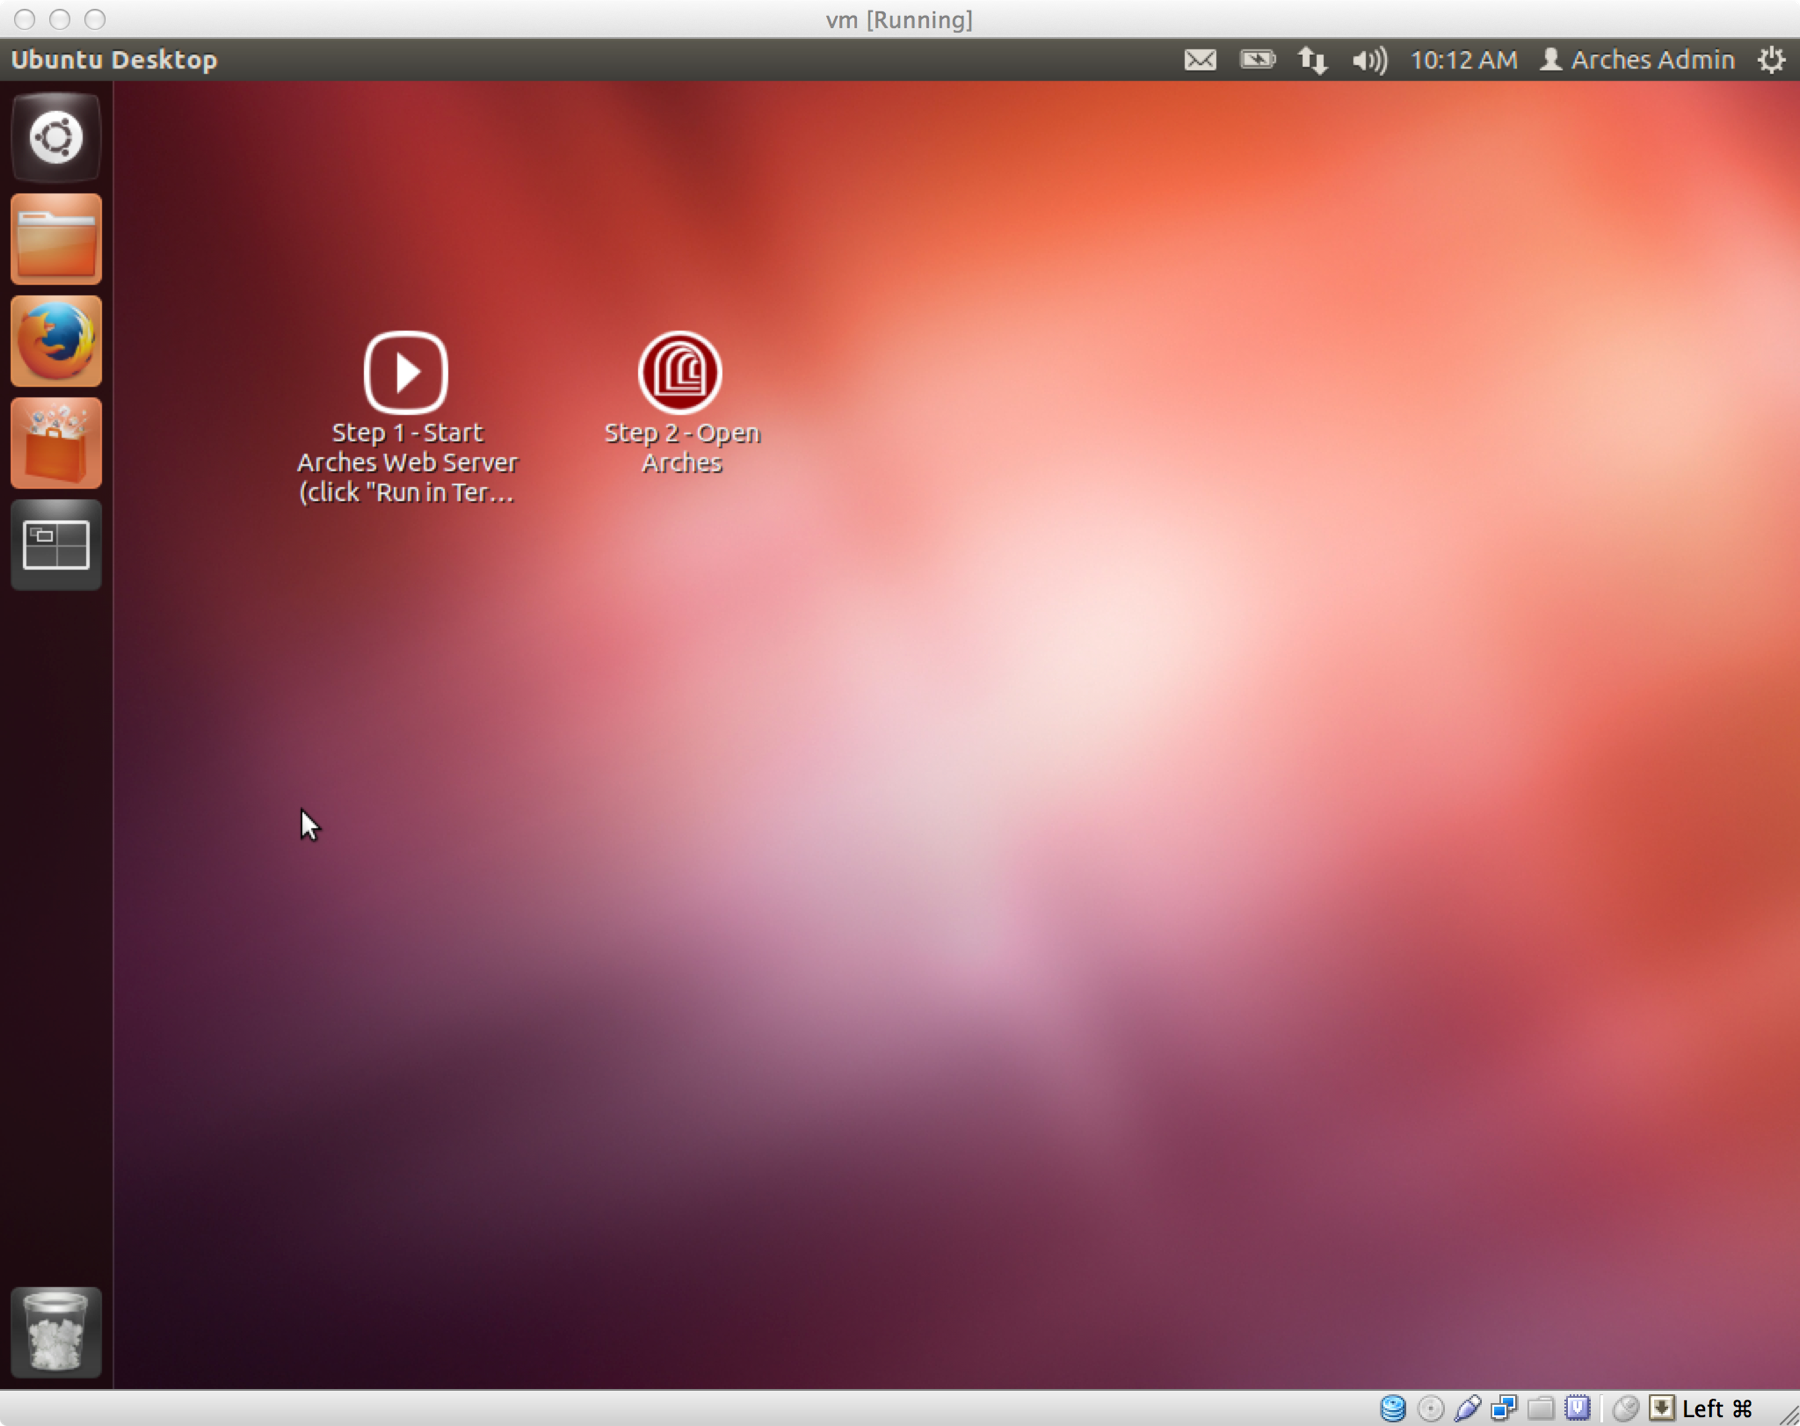 vm [Running]
Ubuntu Desktop
10:12 AM
Arches Admin
Step 1 - Start
Arches Web Server
(click "Run in Ter...
Step 2 - Open
Arches
Left ⌘